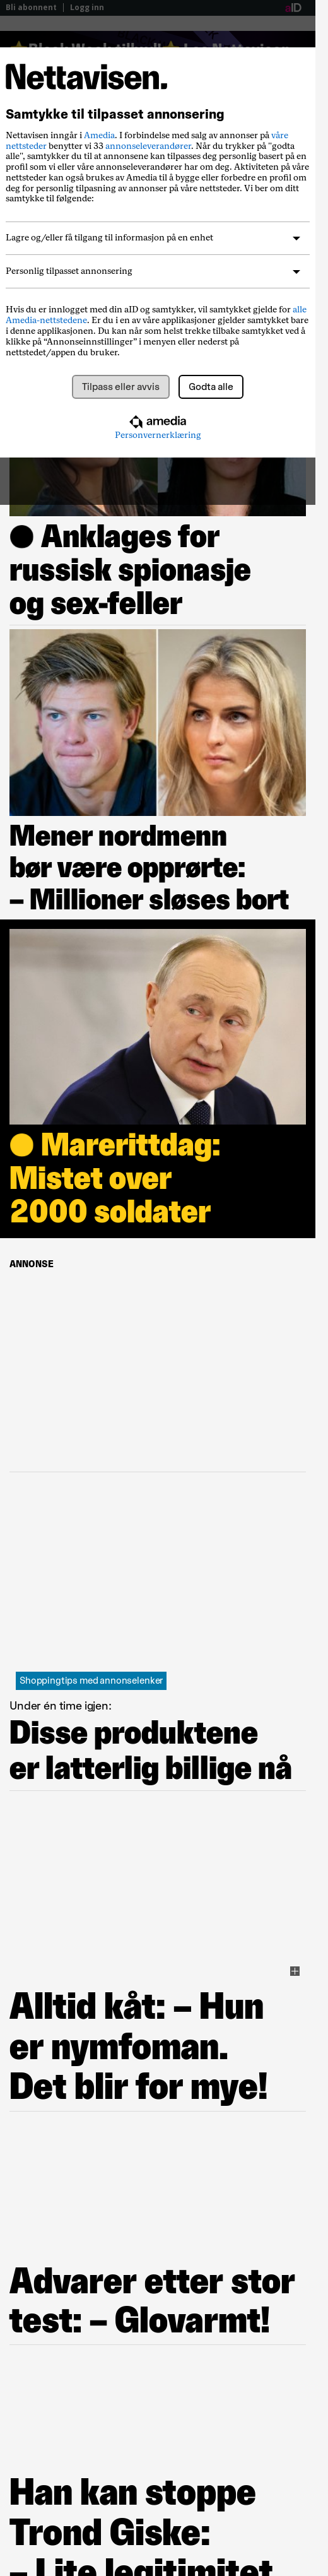 Bli abonnent | Logg inn
aID
Nettavisen.
Samtykke til tilpasset annonsering
Nettavisen inngår i Amedia. I forbindelse med salg av annonser på våre
nettsteder benytter vi 33 annonseleverandører. Når du trykker på "godta
alle", samtykker du til at annonsene kan tilpasses deg personlig basert på en
profil som vi eller våre annonseleverandører har om deg. Aktiviteten på våre
nettsteder kan også brukes av Amedia til å bygge eller forbedre en profil om
deg for personlig tilpasning av annonser på våre nettsteder. Vi ber om ditt
samtykke til følgende:
Lagre og/eller få tilgang til informasjon på en enhet
Personlig tilpasset annonsering
Hvis du er innlogget med din aID og samtykker, vil samtykket gjelde for alle
Amedia-nettstedene. Er du i en av våre applikasjoner gjelder samtykket bare
i denne applikasjonen. Du kan når som helst trekke tilbake samtykket ved å
klikke på “Annonseinnstillinger” i menyen eller nederst på
nettstedet/appen du bruker.
Tilpass eller avvis
Godta alle
amedia
Personvernerklæring
Anklages for
russisk spionasje
og sex-feller
Mener nordmenn
bør være opprørte:
– Millioner sløses bort
Marerittdag:
Mistet over
2000 soldater
ANNONSE
Shoppingtips med annonselenker
Under én time igjen:
Disse produktene
er latterlig billige nå
Alltid kåt: – Hun
er nymfoman.
Det blir for mye!
Advarer etter stor
test: – Glovarmt!
Han kan stoppe
Trond Giske:
– Lite legitimitet